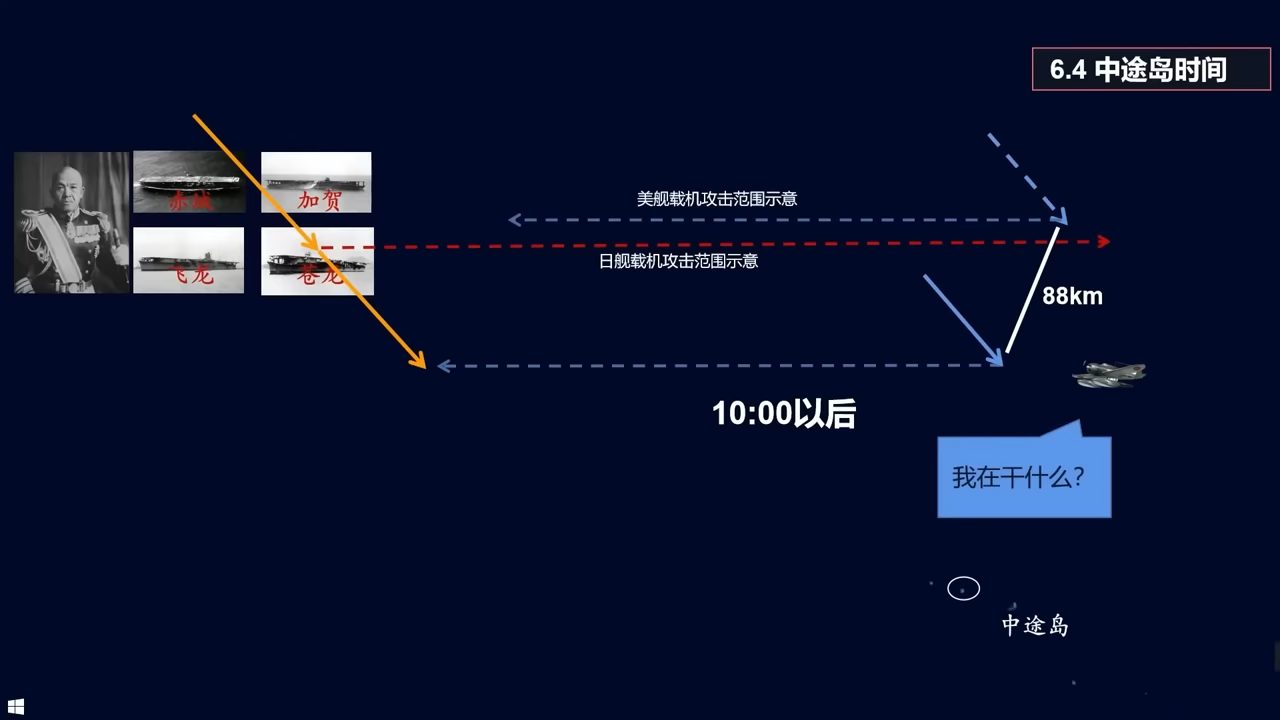 6.4 中途岛时间
赤城
加贺
飞龙
苍龙
美舰载机攻击范围示意
日舰载机攻击范围示意
88km
10:00以后
我在干什么?
中途岛